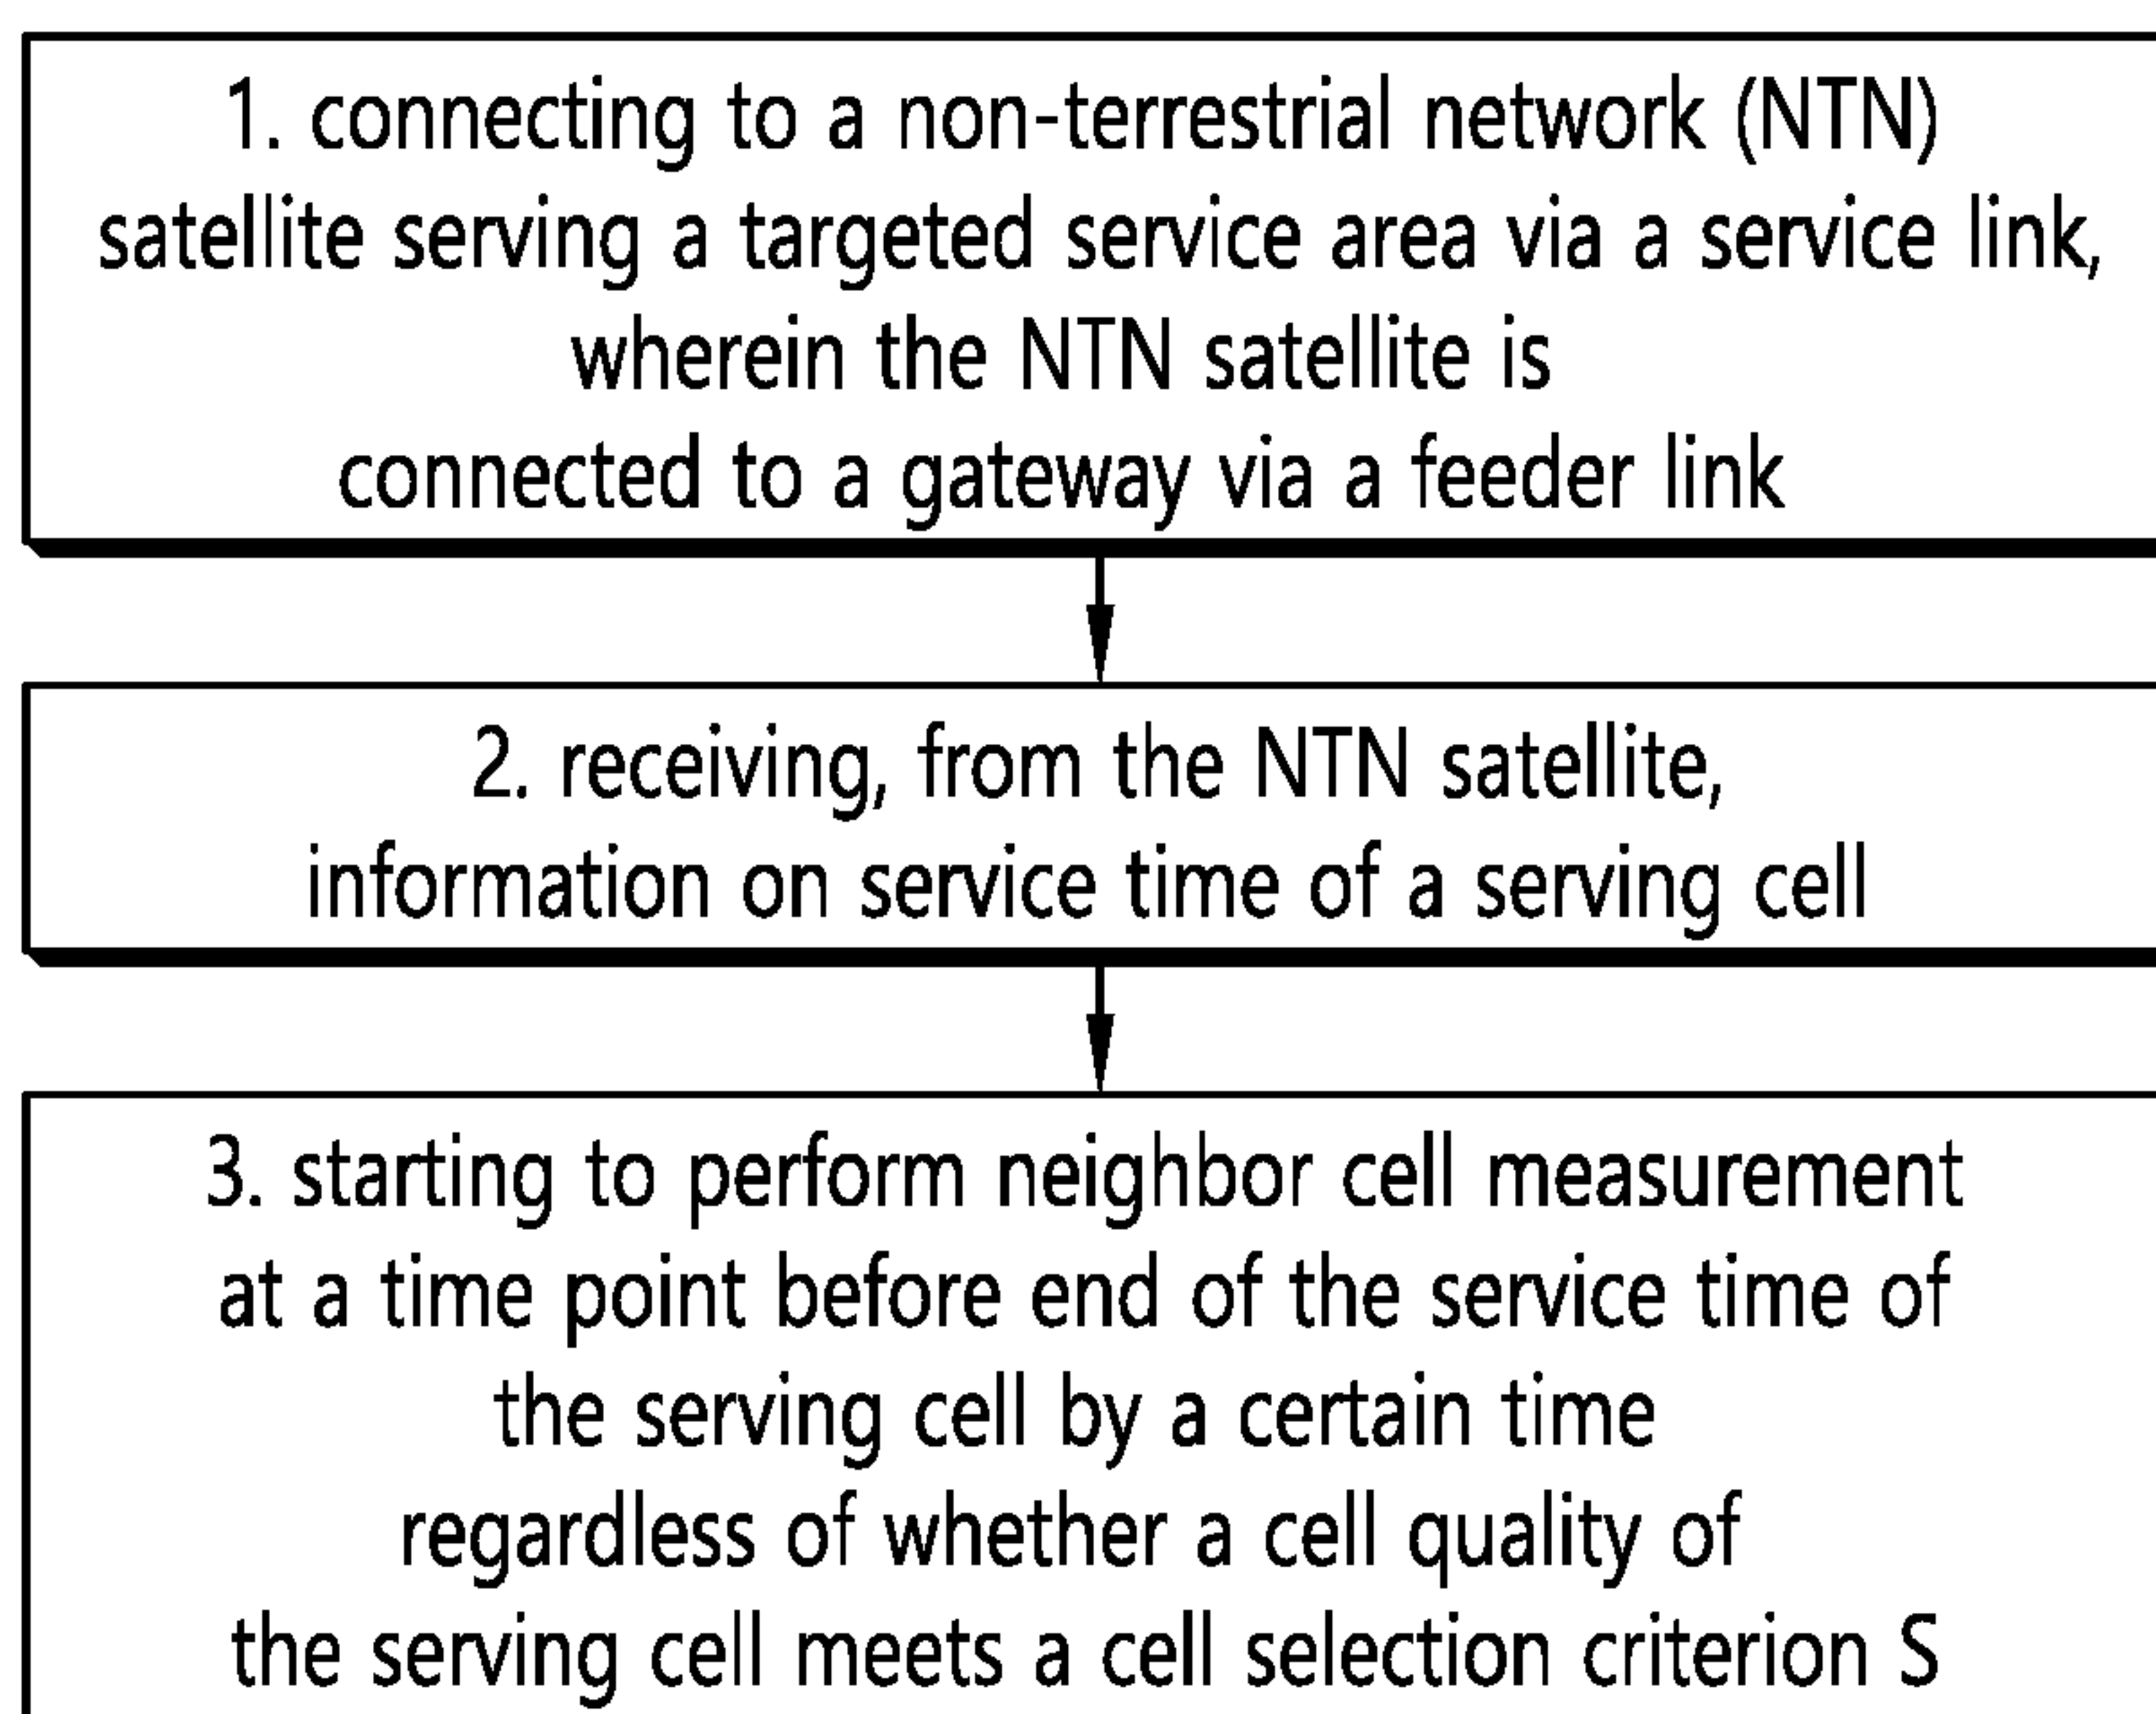 1. connecting to a non-terrestrial network (NTN)
satellite serving a targeted service area via a service link,
wherein the NTN satellite is
connected to a gateway via a feeder link
2. receiving, from the NTN satellite,
information on service time of a serving cell
3. starting to perform neighbor cell measurement
at a time point before end of the service time of
the serving cell by a certain time
regardless of whether a cell quality of
the serving cell meets a cell selection criterion S